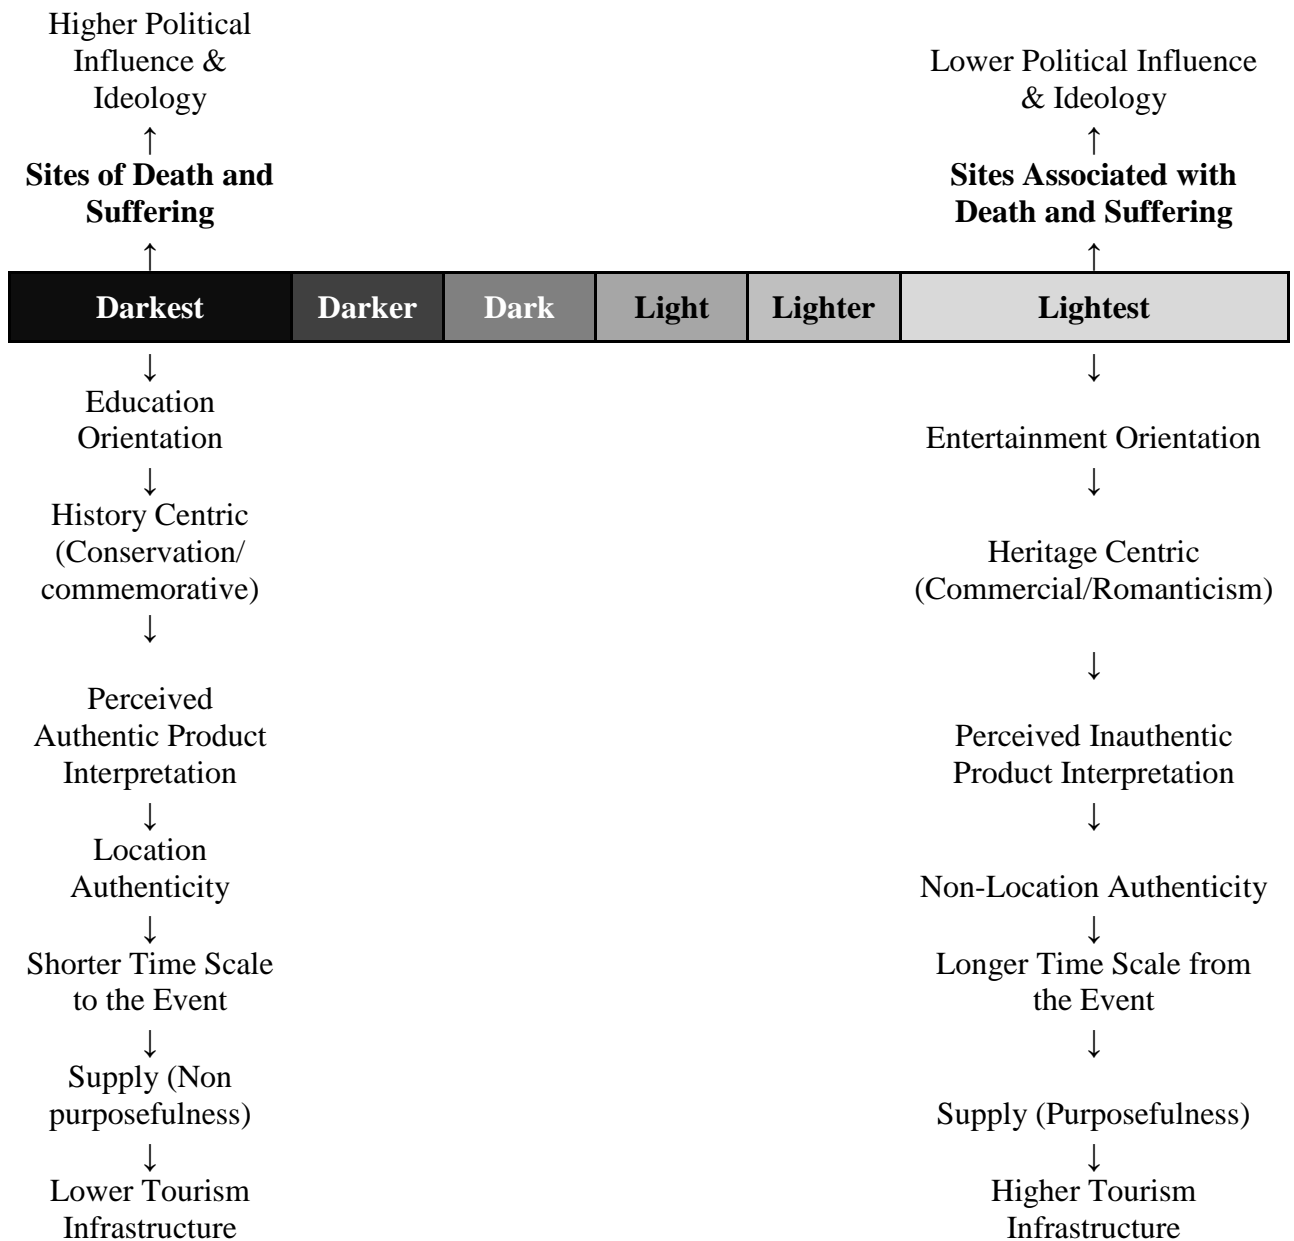 Higher Political
Influence &
Ideology
↑
Sites of Death and
Suffering
↑
Lower Political Influence
& Ideology
↑
Sites Associated with
Death and Suffering
↑
Darkest Darker Dark Light Lighter Lightest
↓
Education
Orientation
↓
History Centric
(Conservation/
commemorative)
↓
Perceived
Authentic Product
Interpretation
↓
Location
Authenticity
↓
Shorter Time Scale
to the Event
↓
Supply (Non
purposefulness)
↓
Lower Tourism
Infrastructure
↓
Entertainment Orientation
↓
Heritage Centric
(Commercial/Romanticism)
↓
Perceived Inauthentic
Product Interpretation
↓
Non-Location Authenticity
↓
Longer Time Scale from
the Event
↓
Supply (Purposefulness)
↓
Higher Tourism
Infrastructure